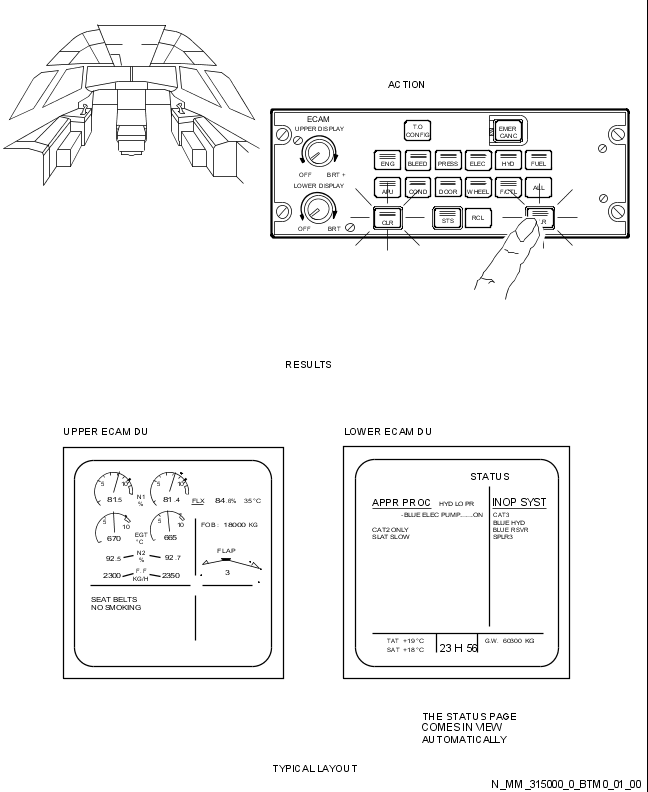 ACTION
ECAM
UPPER DISPLAY
OFF BRT +
LOWER DISPLAY
OFF BRT
T.O
CONFIG
EMER
CANC
ENG BLEED PRESS ELEC HYD FUEL
APU COND DOOR WHEEL F/CTL ALL
CLR STS RCL
RESULTS
UPPER ECAM DU
5 10 5 10
81.5 N1 % 81.4 FLX 84.6% 35°C
5 10 5 10
670 EGT °C 665
FOB : 18000 KG
92.5 N2 % 92.7
FLAP
2300 F.F KG/H 2350
3
SEAT BELTS
NO SMOKING
LOWER ECAM DU
STATUS
APPR PROC HYD LO PR
-BLUE ELEC PUMP.......ON
CAT2 ONLY
SLAT SLOW
INOP SYST
CAT3
BLUE HYD
BLUE RSVR
SPLR3
TAT +19°C
SAT +18°C
23 H 56
G.W. 60300 KG
THE STATUS PAGE
COMES IN VIEW
AUTOMATICALLY
TYPICAL LAYOUT
N_MM_315000_0_BTM0_01_00